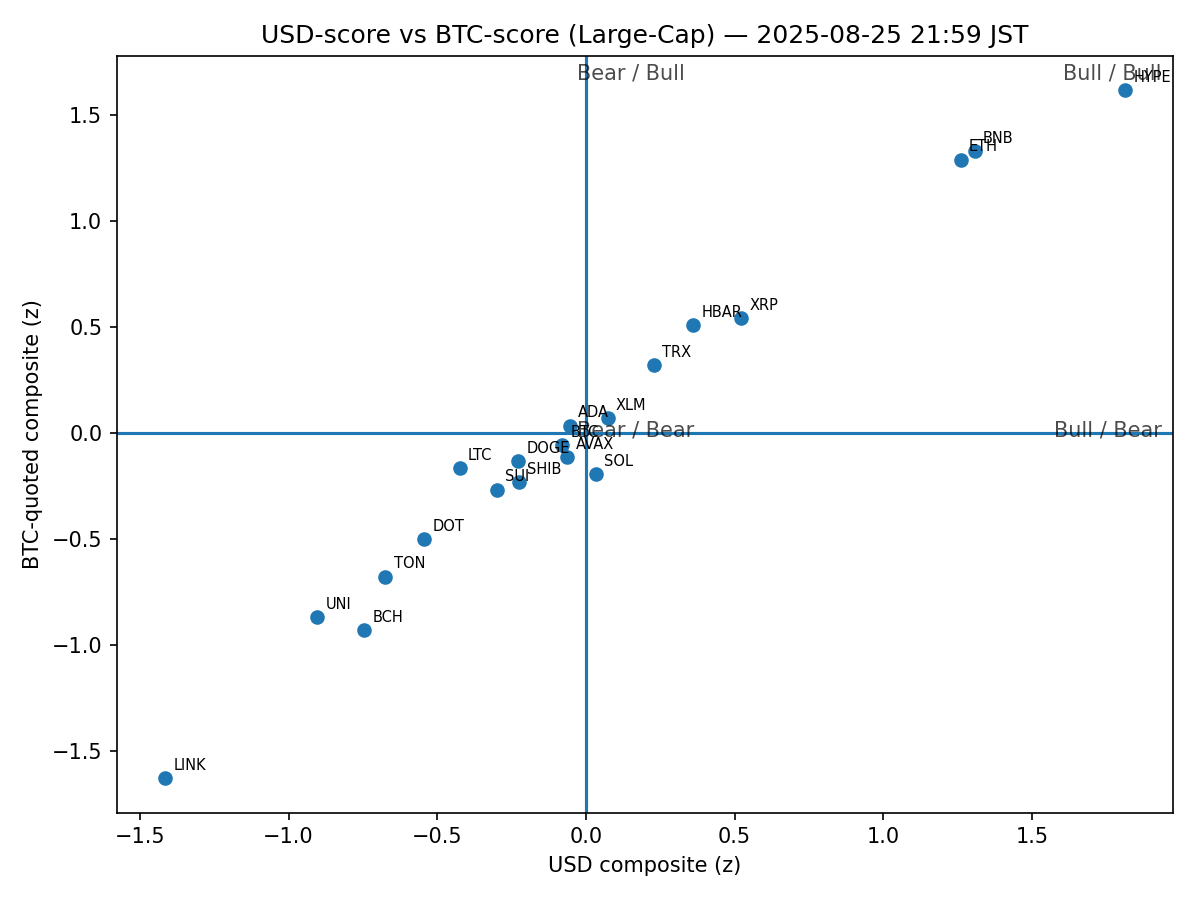 USD-score vs BTC-score (Large-Cap) — 2025-08-25 21:59 JST
Bear / Bull
Bull / Bull
HYPE
1.5
BNB
ETH
1.0
0.5
XRP
HBAR
TRX
XLM
ADA
0.0
BTC
Bear / Bear
Bull / Bear
AVAX
DOGE
LTC
SOL
SHIB
SUI
−0.5
DOT
TON
UNI
BCH
−1.0
−1.5
LINK
BTC-quoted composite (z)
−1.5 −1.0 −0.5 0.0 0.5 1.0 1.5
USD composite (z)